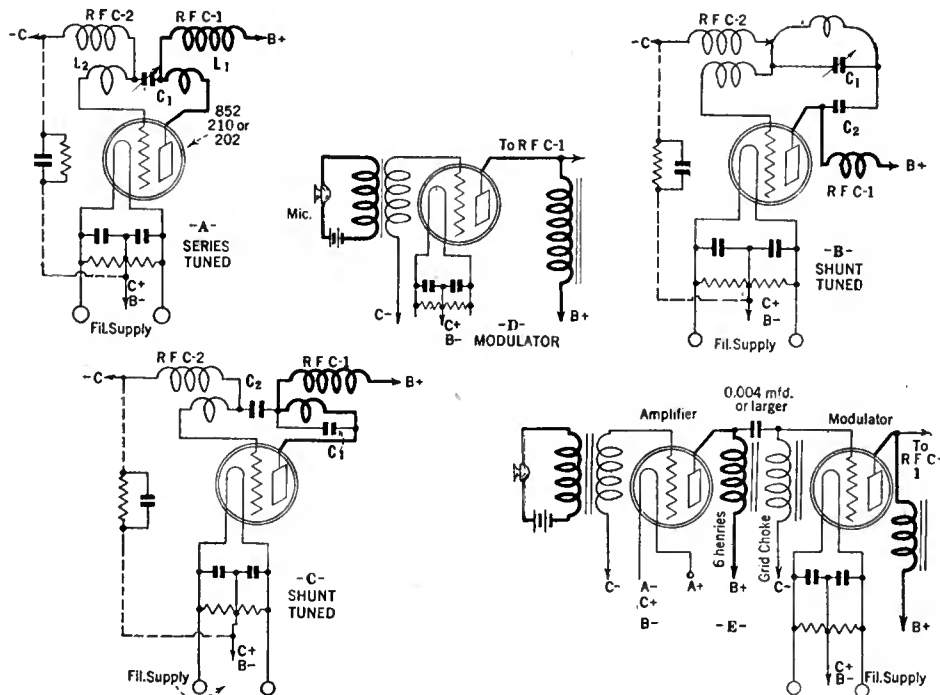 RFC-2
RFC-1
-C
B+
L2
L1
C1
852
210 or
202
-A-
SERIES
TUNED
C+
B-
Fil.Supply
To RFC-1
Mic.
C-
C+
B-
-D-
MODULATOR
B+
RFC-2
-C
C1
C2
B+
RFC-1
-B-
SHUNT
TUNED
C+
B-
Fil.Supply
RFC-2
RFC-1
-C
C2
B+
C1
-C-
SHUNT
TUNED
C+
B-
Fil.Supply
0.004 mfd.
or larger
Amplifier
Modulator
To
RFC-
1
6 henries
Grid Choke
C-
A-
C+
B-
A+
B+
C-
-E-
B+
C+
B-
Fil.Supply